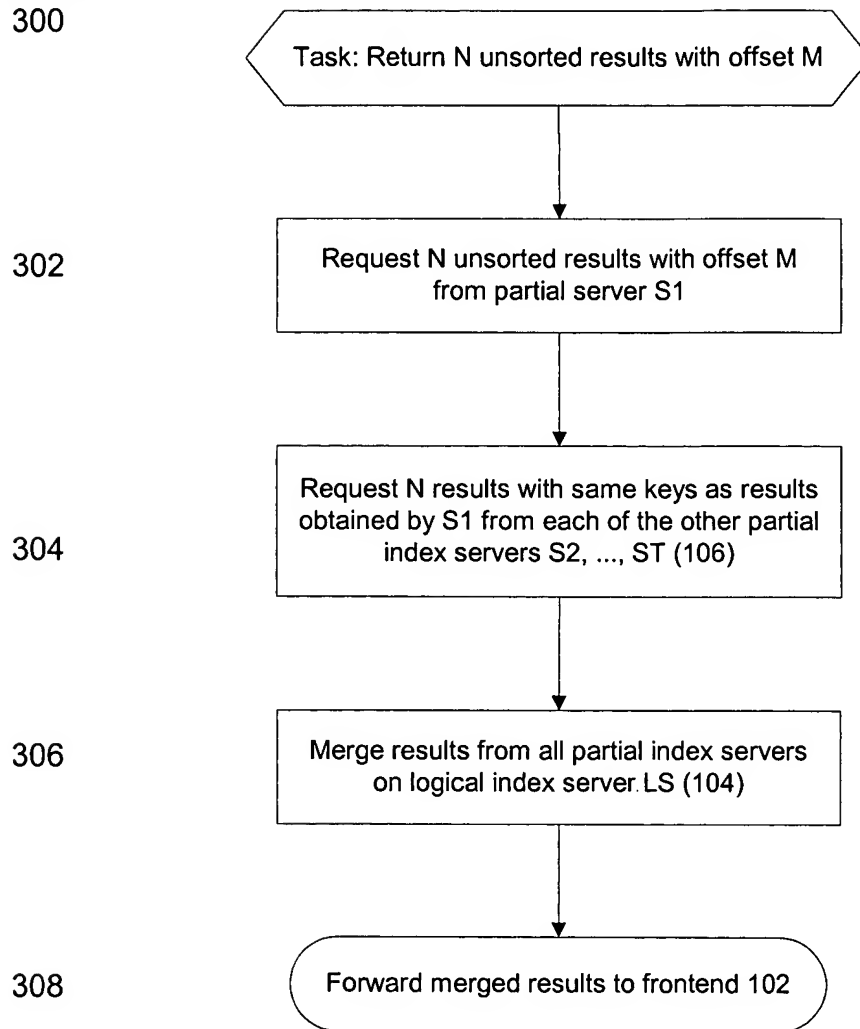 300
Task: Return N unsorted results with offset M
302
Request N unsorted results with offset M
from partial server S1
304
Request N results with same keys as results
obtained by S1 from each of the other partial
index servers S2, ..., ST (106)
306
Merge results from all partial index servers
on logical index server LS (104)
308
Forward merged results to frontend 102